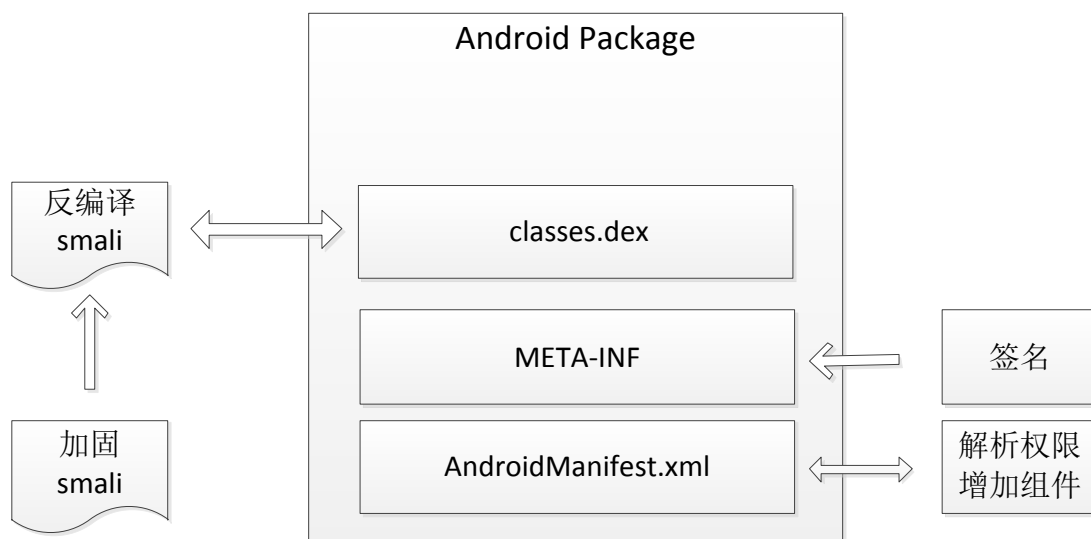 Android Package
反编译
smali
classes.dex
META-INF
签名
加固
smali
AndroidManifest.xml
解析权限
增加组件